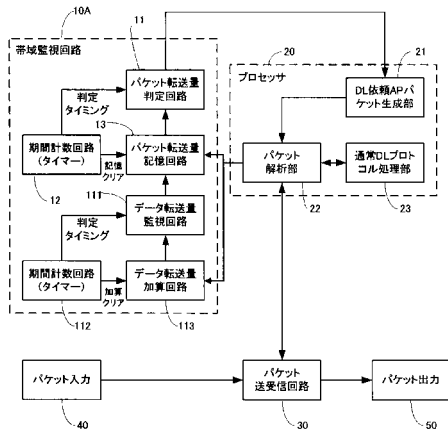 10A
帯域監視回路
11
パケット転送量
判定回路
判定
タイミング
13
期間計数回路
(タイマー)
記憶
クリア
パケット転送量
記憶回路
12
111
判定
タイミング
データ転送量
監視回路
期間計数回路
(タイマー)
加算
クリア
データ転送量
加算回路
112
113
20
プロセッサ
21
DL依頼APパ
ケット生成部
パケット
解析部
通常DLプロト
コル処理部
22
23
パケット入力
パケット
送受信回路
パケット出力
40
30
50